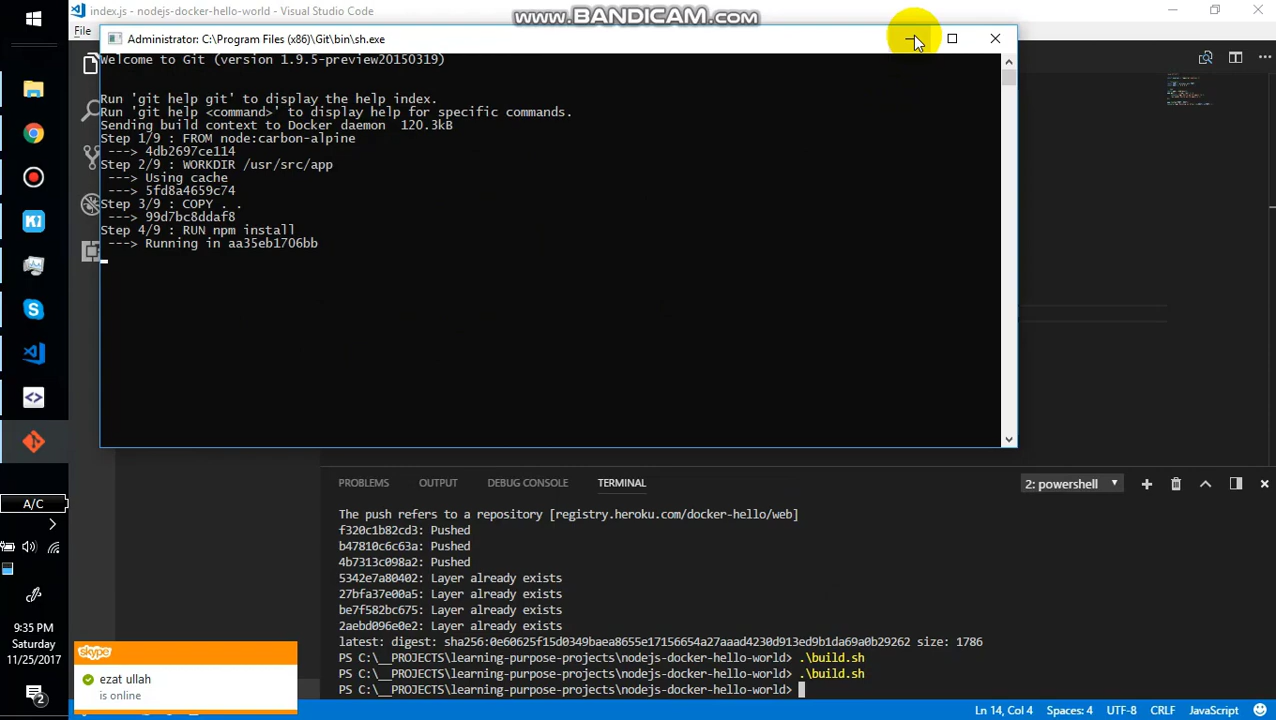 index.js - nodejs-docker-hello-world - Visual Studio Code
www.BANDICAM.com
File
Administrator: C:\Program Files (x86)\Git\bin\sh.exe
Welcome to Git (version 1.9.5-preview20150319)
Run 'git help git' to display the help index.
Run 'git help <command>' to display help for specific commands.
Sending build context to Docker daemon  120.3kB
Step 1/9 : FROM node:carbon-alpine
---> 4db2697ce114
Step 2/9 : WORKDIR /usr/src/app
---> Using cache
---> 5fd8a4659c74
Step 3/9 : COPY . .
---> 99d7bc8ddaf8
Step 4/9 : RUN npm install
---> Running in aa35eb1706bb
PROBLEMS OUTPUT DEBUG CONSOLE TERMINAL 2: powershell
The push refers to a repository [registry.heroku.com/docker-hello/web]
f320c1b82cd3: Pushed
b47810c6c63a: Pushed
4b7313c098a2: Pushed
5342e7a80402: Layer already exists
27bfa37e00a5: Layer already exists
be7f582bc675: Layer already exists
2aebd096e0e2: Layer already exists
latest: digest: sha256:0e60625f15d0349baea8655e17156654a27aaad4230d913ed9b1da69a0b29262 size: 1786
PS C:\__PROJECTS\learning-purpose-projects\nodejs-docker-hello-world> .\build.sh
PS C:\__PROJECTS\learning-purpose-projects\nodejs-docker-hello-world> .\build.sh
PS C:\__PROJECTS\learning-purpose-projects\nodejs-docker-hello-world>
A/C
9:35 PM
Saturday
11/25/2017
2
skype
ezat ullah
is online
Ln 14, Col 4 Spaces: 4 UTF-8 CRLF JavaScript